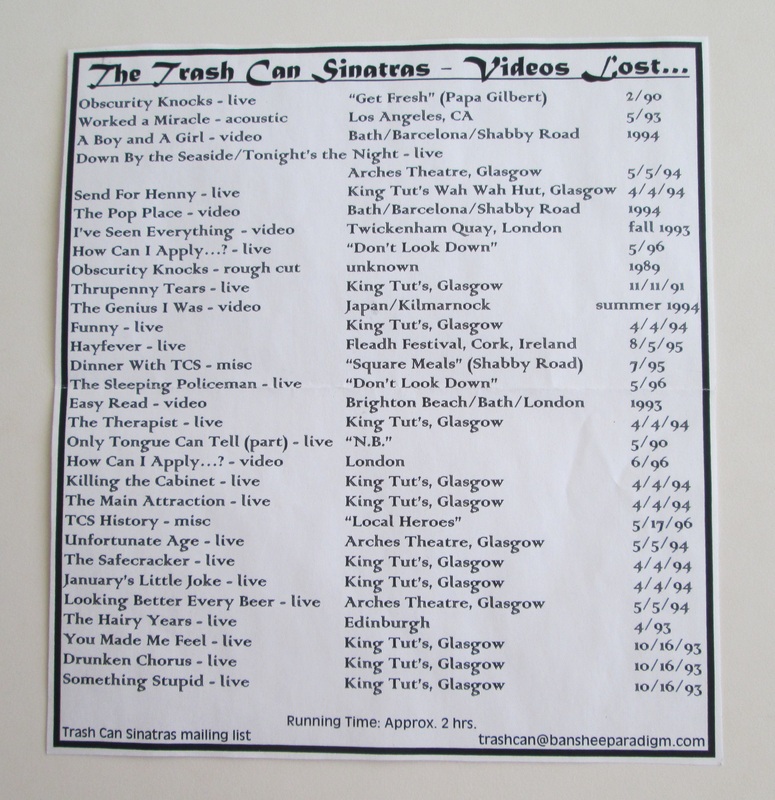 The Trash Can Sinatras - Videos Lost...
Obscurity Knocks - live "Get Fresh" (Papa Gilbert) 2/90
Worked a Miracle - acoustic Los Angeles, CA 5/93
A Boy and A Girl - video Bath/Barcelona/Shabby Road 1994
Down By the Seaside/Tonight's the Night - live
Arches Theatre, Glasgow 5/5/94
Send For Henny - live King Tut's Wah Wah Hut, Glasgow 4/4/94
The Pop Place - video Bath/Barcelona/Shabby Road 1994
I've Seen Everything - video Twickenham Quay, London fall 1993
How Can I Apply...? - live "Don't Look Down" 5/96
Obscurity Knocks - rough cut unknown 1989
Thrupenny Tears - live King Tut's, Glasgow 11/11/91
The Genius I Was - video Japan/Kilmarnock summer 1994
Funny - live King Tut's, Glasgow 4/4/94
Hayfever - live Fleadh Festival, Cork, Ireland 8/5/95
Dinner With TCS - misc "Square Meals" (Shabby Road) 7/95
The Sleeping Policeman - live "Don't Look Down" 5/96
Easy Read - video Brighton Beach/Bath/London 1993
The Therapist - live King Tut's, Glasgow 4/4/94
Only Tongue Can Tell (part) - live "N.B." 5/90
How Can I Apply...? - video London 6/96
Killing the Cabinet - live King Tut's, Glasgow 4/4/94
The Main Attraction - live King Tut's, Glasgow 4/4/94
TCS History - misc "Local Heroes" 5/17/96
Unfortunate Age - live Arches Theatre, Glasgow 5/5/94
The Safecracker - live King Tut's, Glasgow 4/4/94
January's Little Joke - live King Tut's, Glasgow 4/4/94
Looking Better Every Beer - live Arches Theatre, Glasgow 5/5/94
The Hairy Years - live Edinburgh 4/93
You Made Me Feel - live King Tut's, Glasgow 10/16/93
Drunken Chorus - live King Tut's, Glasgow 10/16/93
Something Stupid - live King Tut's, Glasgow 10/16/93
Running Time: Approx. 2 hrs.
Trash Can Sinatras mailing list trashcan@bansheeparadigm.com